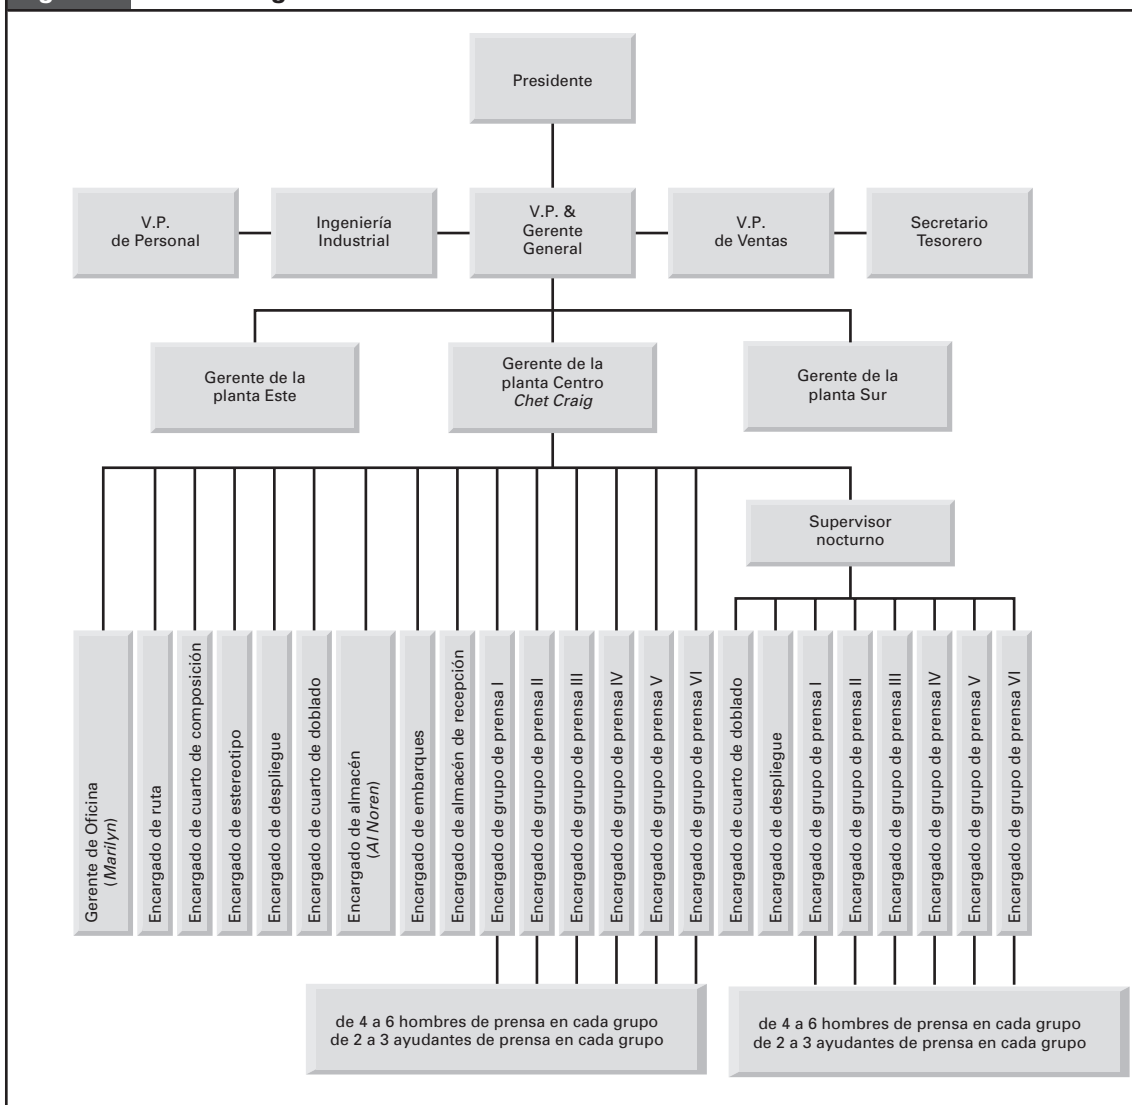 Presidente
V.P.
de Personal
Ingeniería
Industrial
V.P. &
Gerente
General
V.P.
de Ventas
Secretario
Tesorero
Gerente de la
planta Este
Gerente de la
planta Centro
Chet Craig
Gerente de la
planta Sur
Supervisor
nocturno
Gerente de Oficina
(Marilyn)
Encargado de ruta
Encargado de cuarto de composición
Encargado de estereotipo
Encargado de despliegue
Encargado de cuarto de doblado
Encargado de almacén
(Al Noren)
Encargado de embarques
Encargado de almacén de recepción
Encargado de grupo de prensa I
Encargado de grupo de prensa II
Encargado de grupo de prensa III
Encargado de grupo de prensa IV
Encargado de grupo de prensa V
Encargado de grupo de prensa VI
Encargado de cuarto de doblado
Encargado de despliegue
Encargado de grupo de prensa I
Encargado de grupo de prensa II
Encargado de grupo de prensa III
Encargado de grupo de prensa IV
Encargado de grupo de prensa V
Encargado de grupo de prensa VI
de 4 a 6 hombres de prensa en cada grupo
de 2 a 3 ayudantes de prensa en cada grupo
de 4 a 6 hombres de prensa en cada grupo
de 2 a 3 ayudantes de prensa en cada grupo